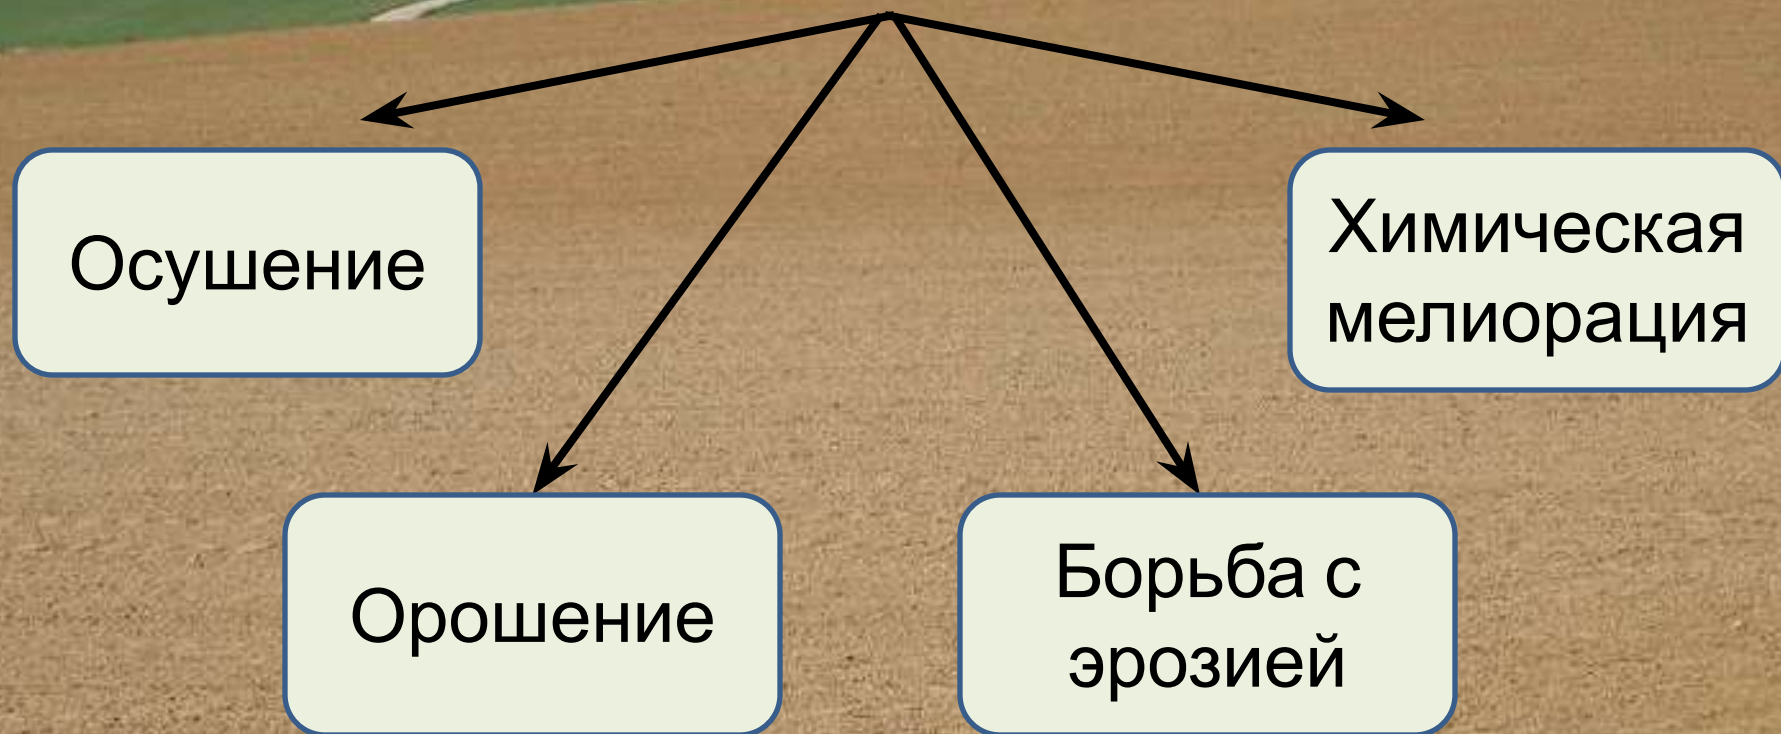 Осушение
Химическая
мелиорация
Орошение
Борьба с
эрозией